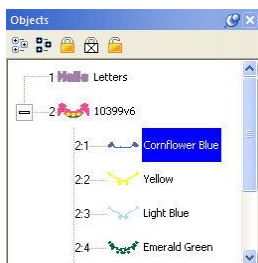 Objects
1 Hello Letters
2 10399v6
2:1 Cornflower Blue
2:2 Yellow
2:3 Light Blue
2:4 Emerald Green